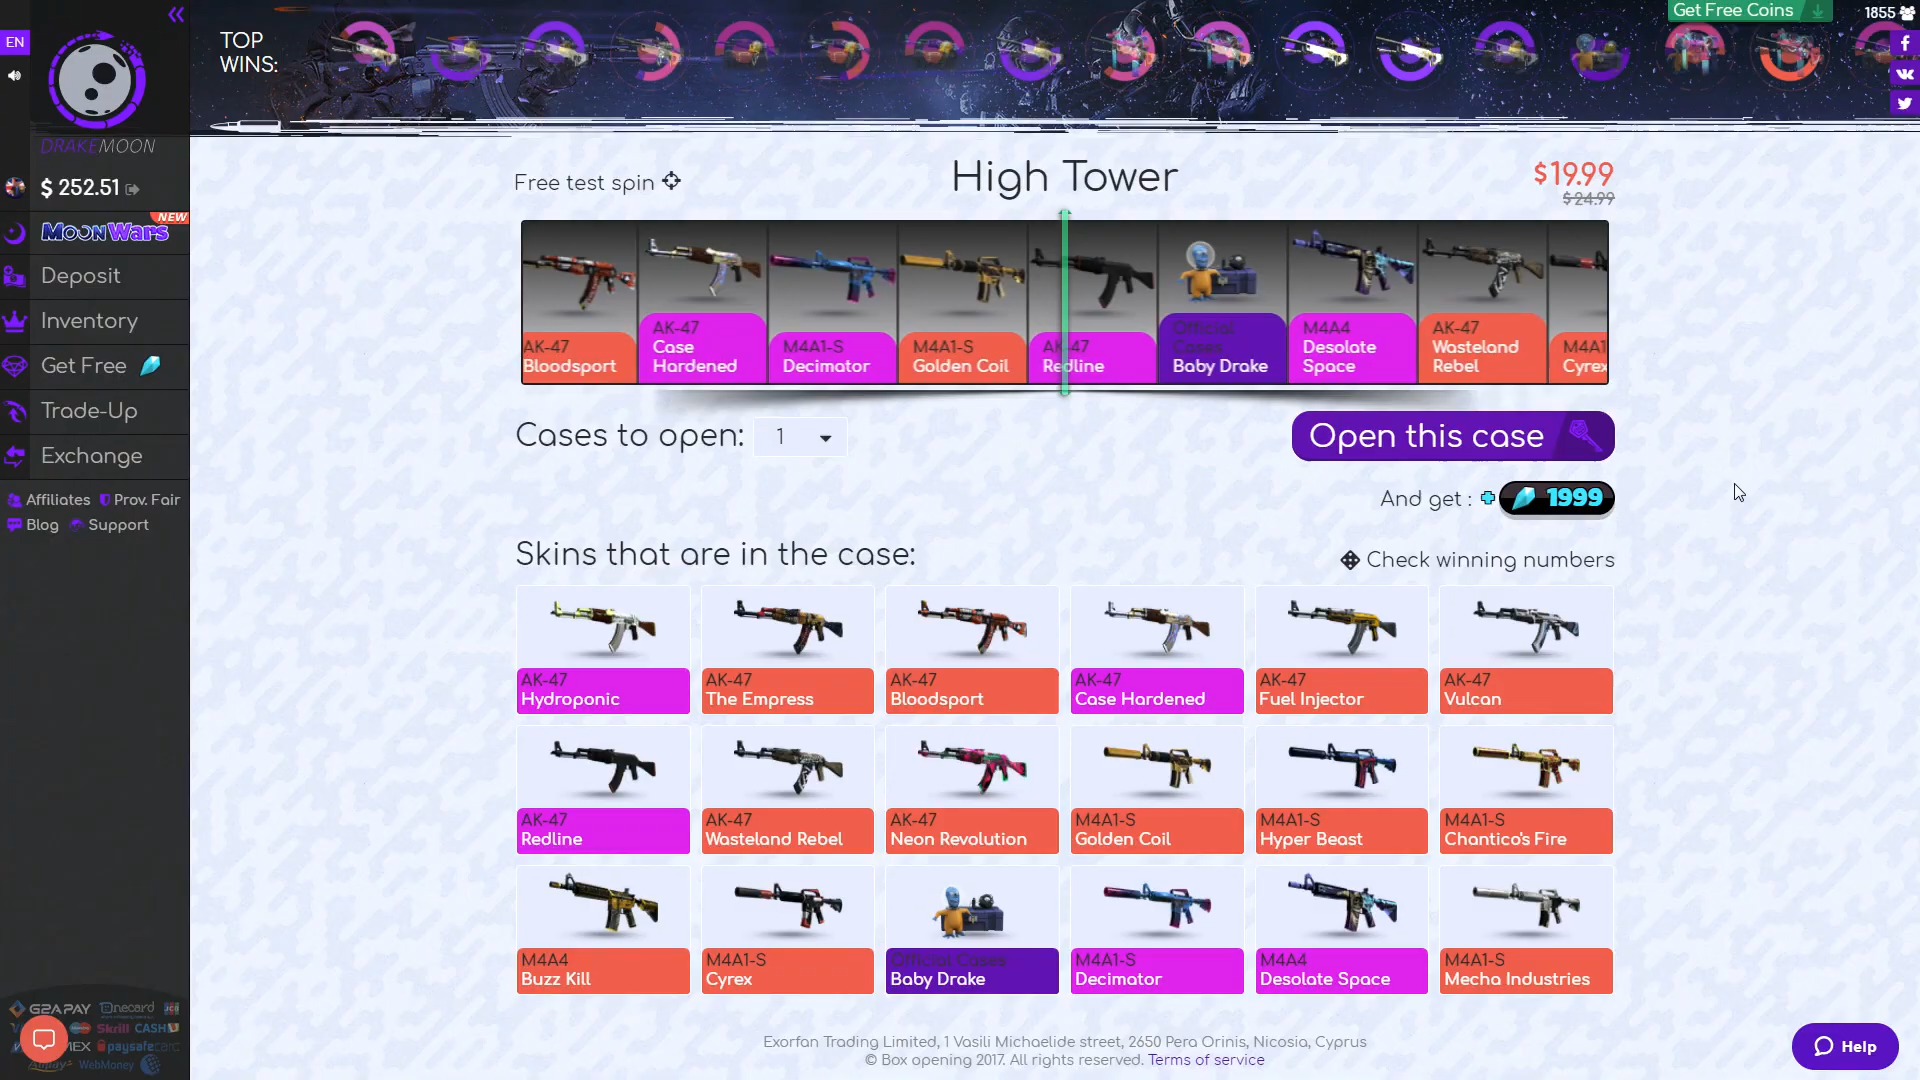 EN
DRAKEMOON
$ 252.51
NEW
MoonWars
Deposit
Inventory
Get Free
Trade-Up
Exchange
Affiliates
Prov. Fair
Blog
Support
G2APAY
Onecard
JCB
Skrill
CASHU
paysafecard
Alipay
WebMoney
TOP
WINS:
Get Free Coins
1855
Free test spin
High Tower
$19.99
$24.99
AK-47
Bloodsport
AK-47
Case
Hardened
M4A1-S
Decimator
M4A1-S
Golden Coil
AK-47
Redline
Official
Cases
Baby Drake
M4A4
Desolate
Space
AK-47
Wasteland
Rebel
M4A1
Cyrex
Cases to open:
1
Open this case
And get :
1999
Skins that are in the case:
Check winning numbers
AK-47
Hydroponic
AK-47
The Empress
AK-47
Bloodsport
AK-47
Case Hardened
AK-47
Fuel Injector
AK-47
Vulcan
AK-47
Redline
AK-47
Wasteland Rebel
AK-47
Neon Revolution
M4A1-S
Golden Coil
M4A1-S
Hyper Beast
M4A1-S
Chantico's Fire
M4A4
Buzz Kill
M4A1-S
Cyrex
Official Cases
Baby Drake
M4A1-S
Decimator
M4A4
Desolate Space
M4A1-S
Mecha Industries
Exorfan Trading Limited, 1 Vasili Michaelide street, 2650 Pera Orinis, Nicosia, Cyprus
© Box opening 2017. All rights reserved. Terms of service
Help